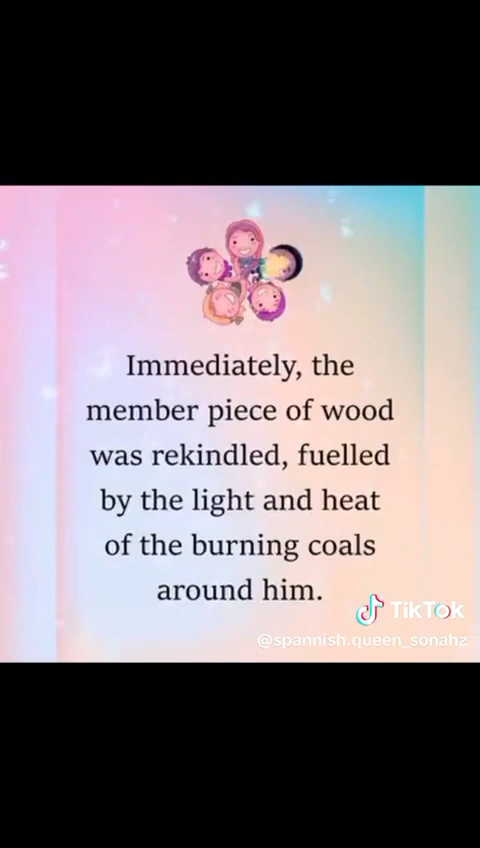 Immediately, the
member piece of wood
was rekindled, fuelled
by the light and heat
of the burning coals
around him.
TikTok
@spannish.queen_sonahz